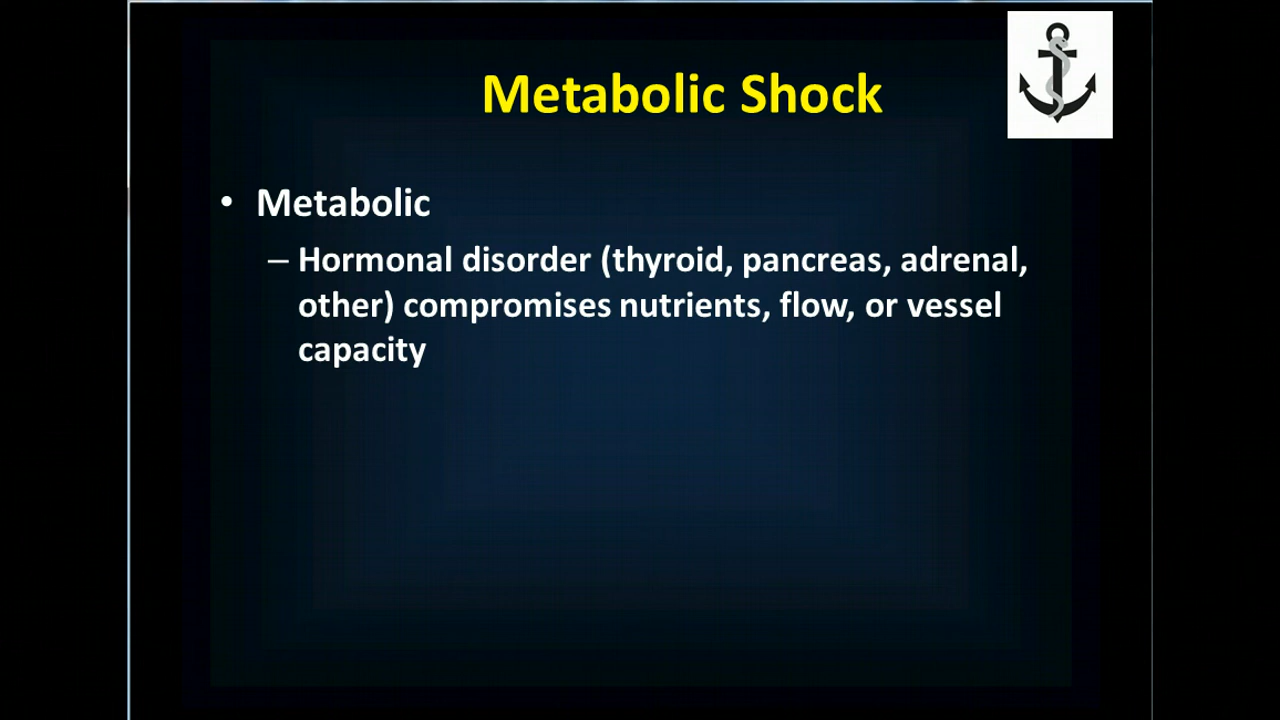 Metabolic Shock
• Metabolic
– Hormonal disorder (thyroid, pancreas, adrenal,
other) compromises nutrients, flow, or vessel
capacity